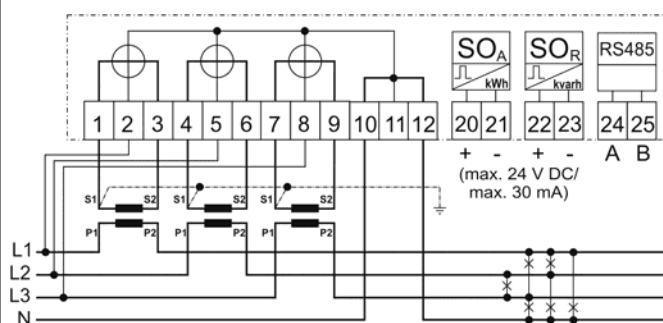 SOA SOR RS485
kWh kvarh
1 2 3 4 5 6 7 8 9 10 11 12 20 21 22 23 24 25
+ - + - A B
(max. 24 V DC/
max. 30 mA)
S1 S2 S1 S2 S1 S2
P1 P2 P1 P2 P1 P2
L1
L2
L3
N